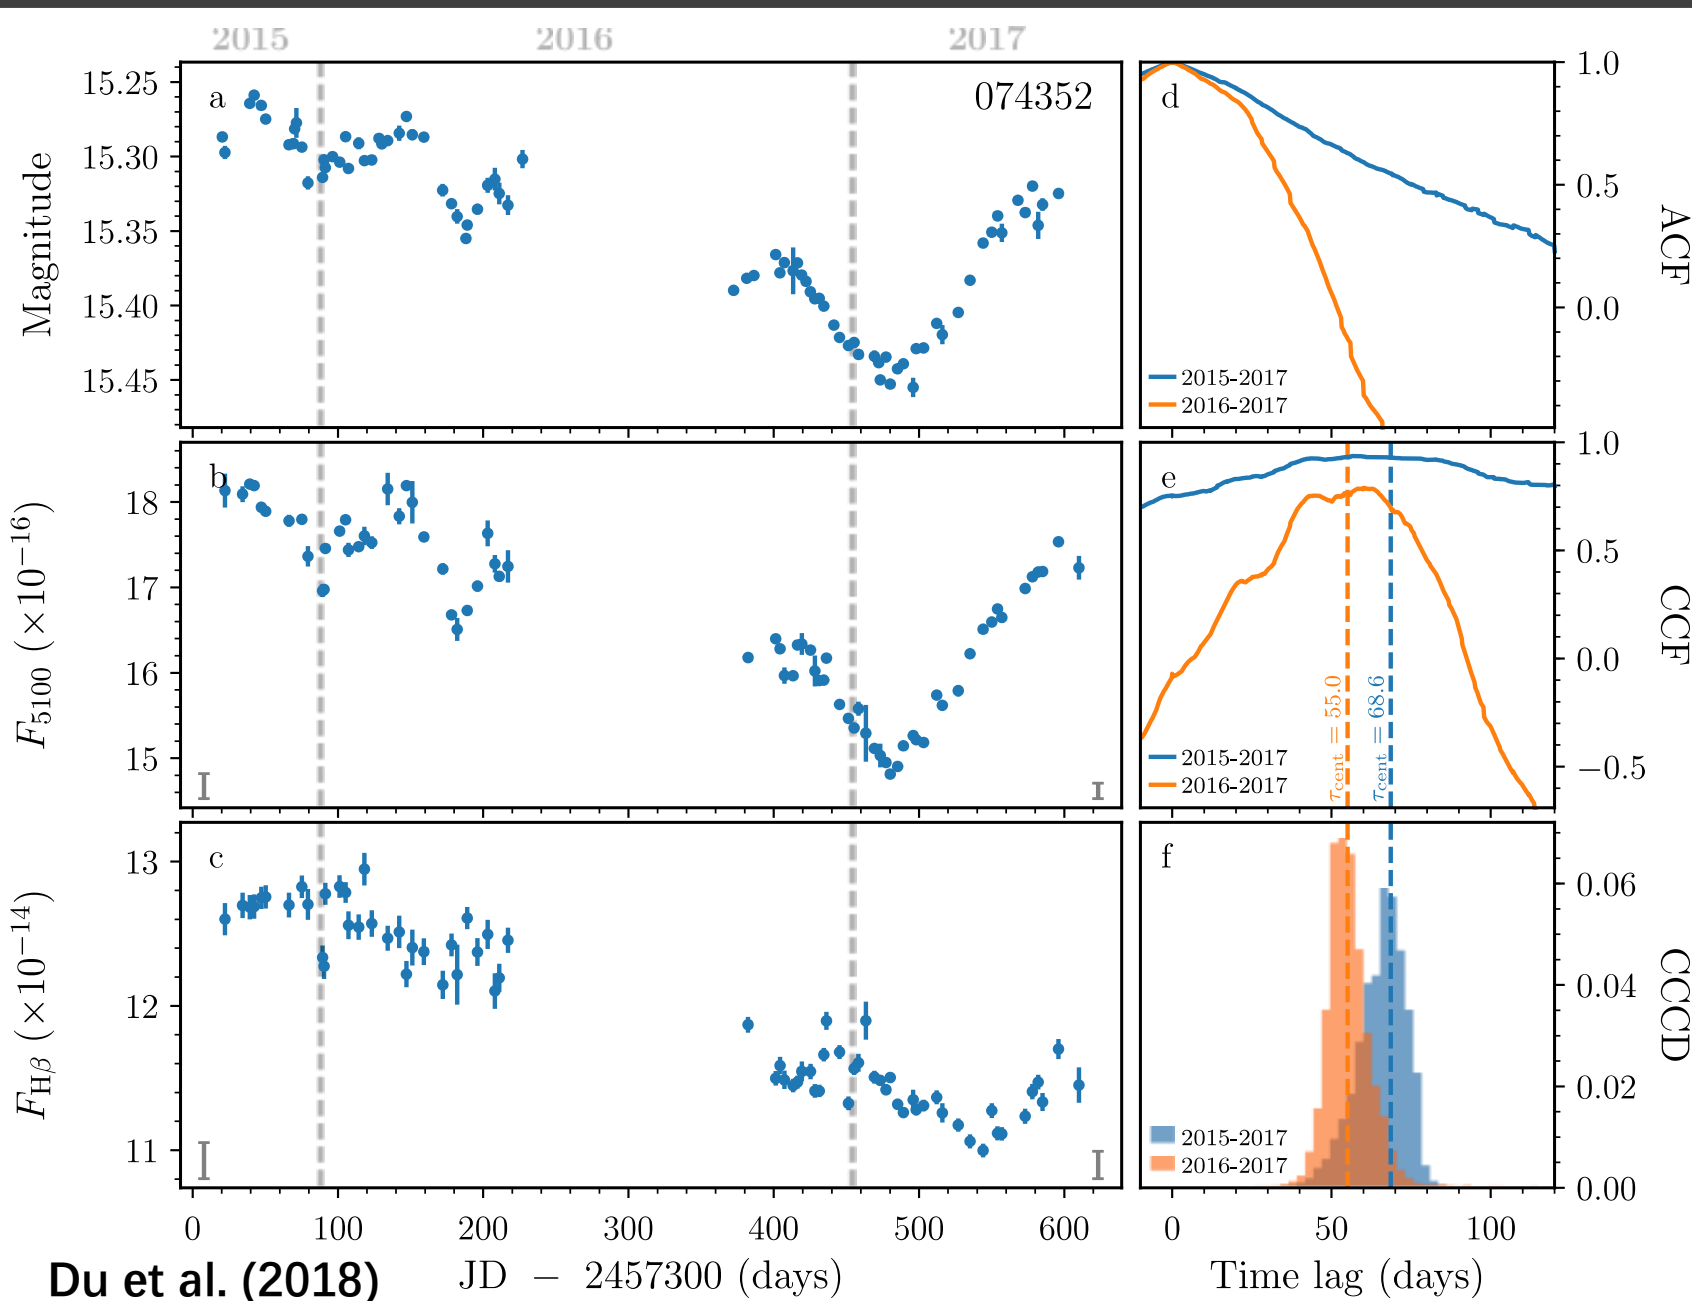 2015 2016 2017
a 074352
Magnitude
15.25
15.30
15.35
15.40
15.45
d
ACF
1.0
0.5
0.0
2015-2017
2016-2017
b
F5100 (×10−16)
18
17
16
15
e
CCF
1.0
0.5
0.0
−0.5
τcent = 55.0
τcent = 68.6
2015-2017
2016-2017
c
FHβ (×10−14)
13
12
11
f
CCCD
0.06
0.04
0.02
0.00
2015-2017
2016-2017
0 100 200 300 400 500 600
0 50 100
JD − 2457300 (days)
Time lag (days)
Du et al. (2018)